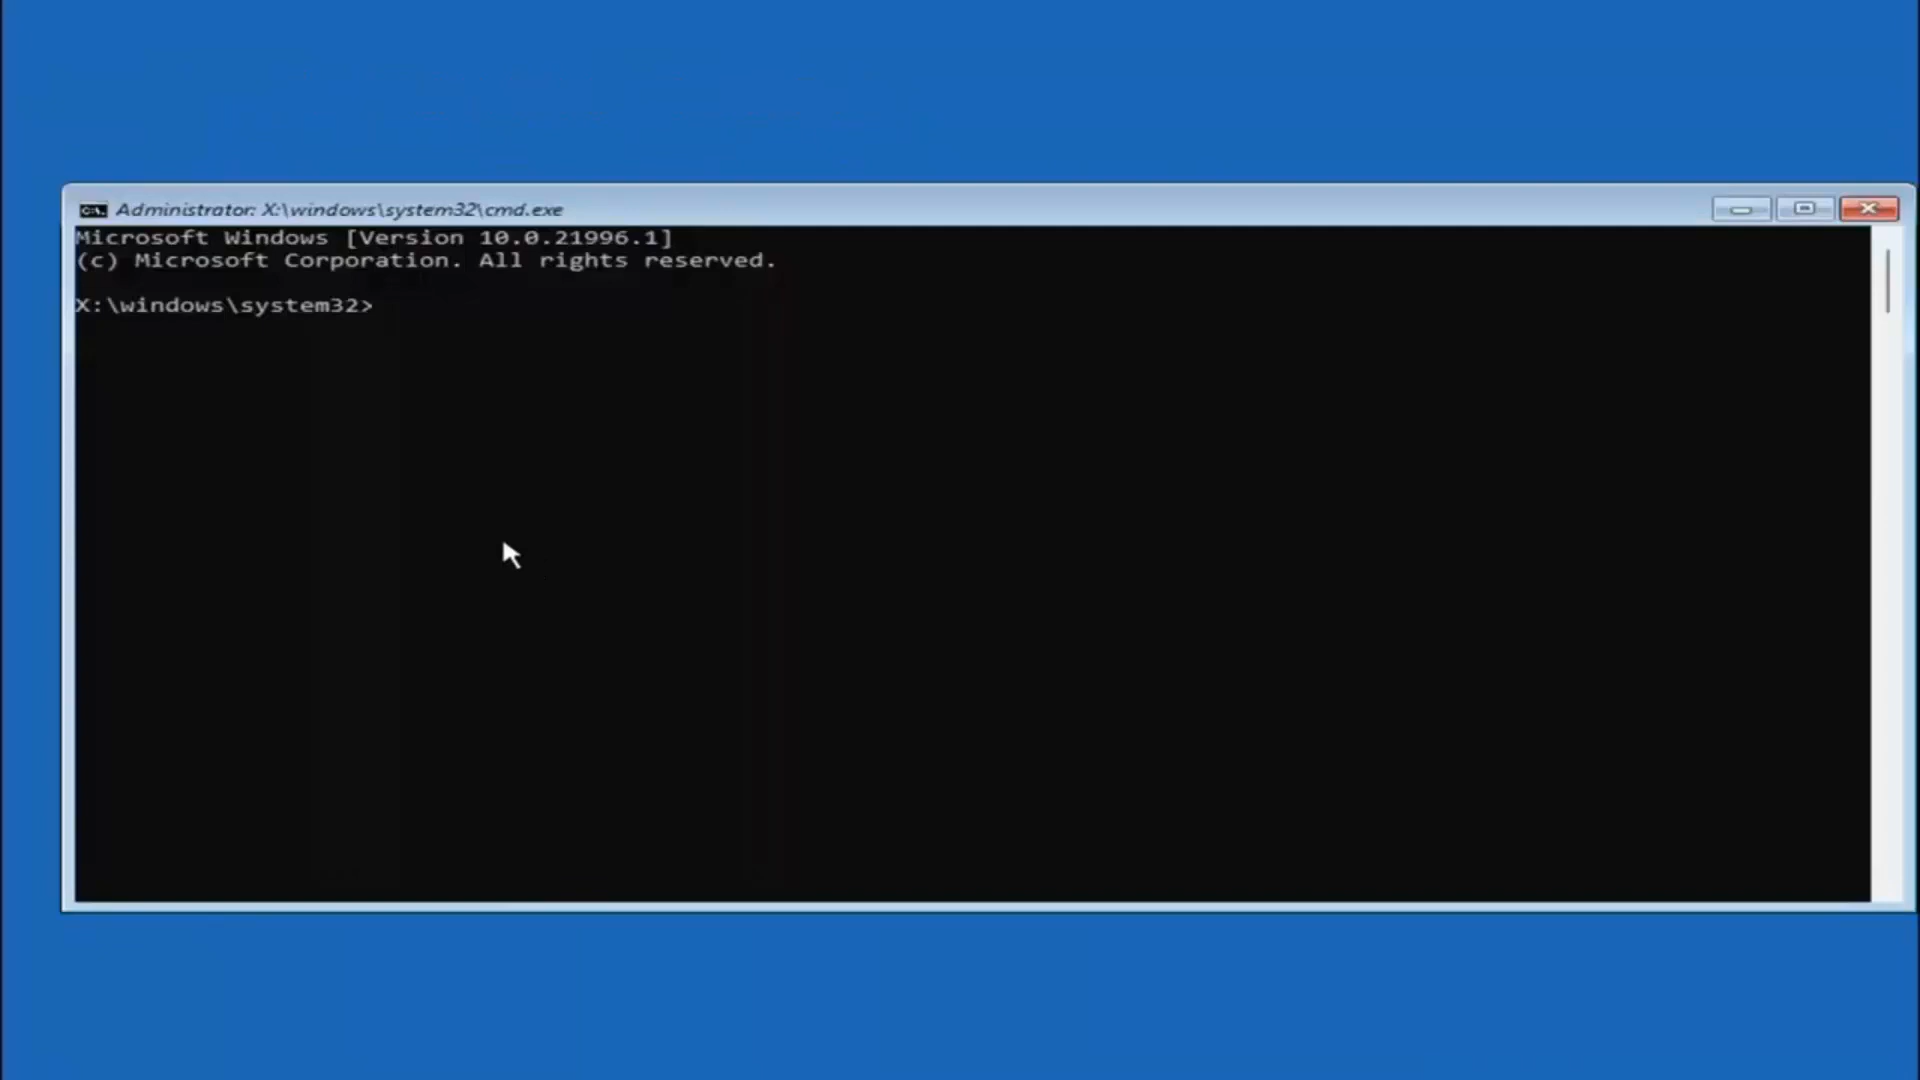 Administrator: X:\windows\system32\cmd.exe
Microsoft Windows [Version 10.0.21996.1]
(c) Microsoft Corporation. All rights reserved.
X:\windows\system32>